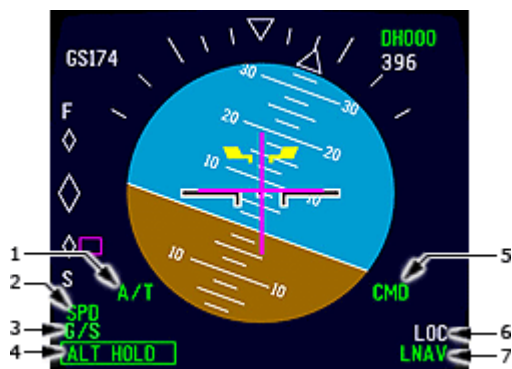 DH000
GS174
396
30
30
F
20
20
10
10
1
A/T
5
CMD
S
10
10
2
SPD
3
G/S
LOC
6
4
ALT HOLD
LNAV
7